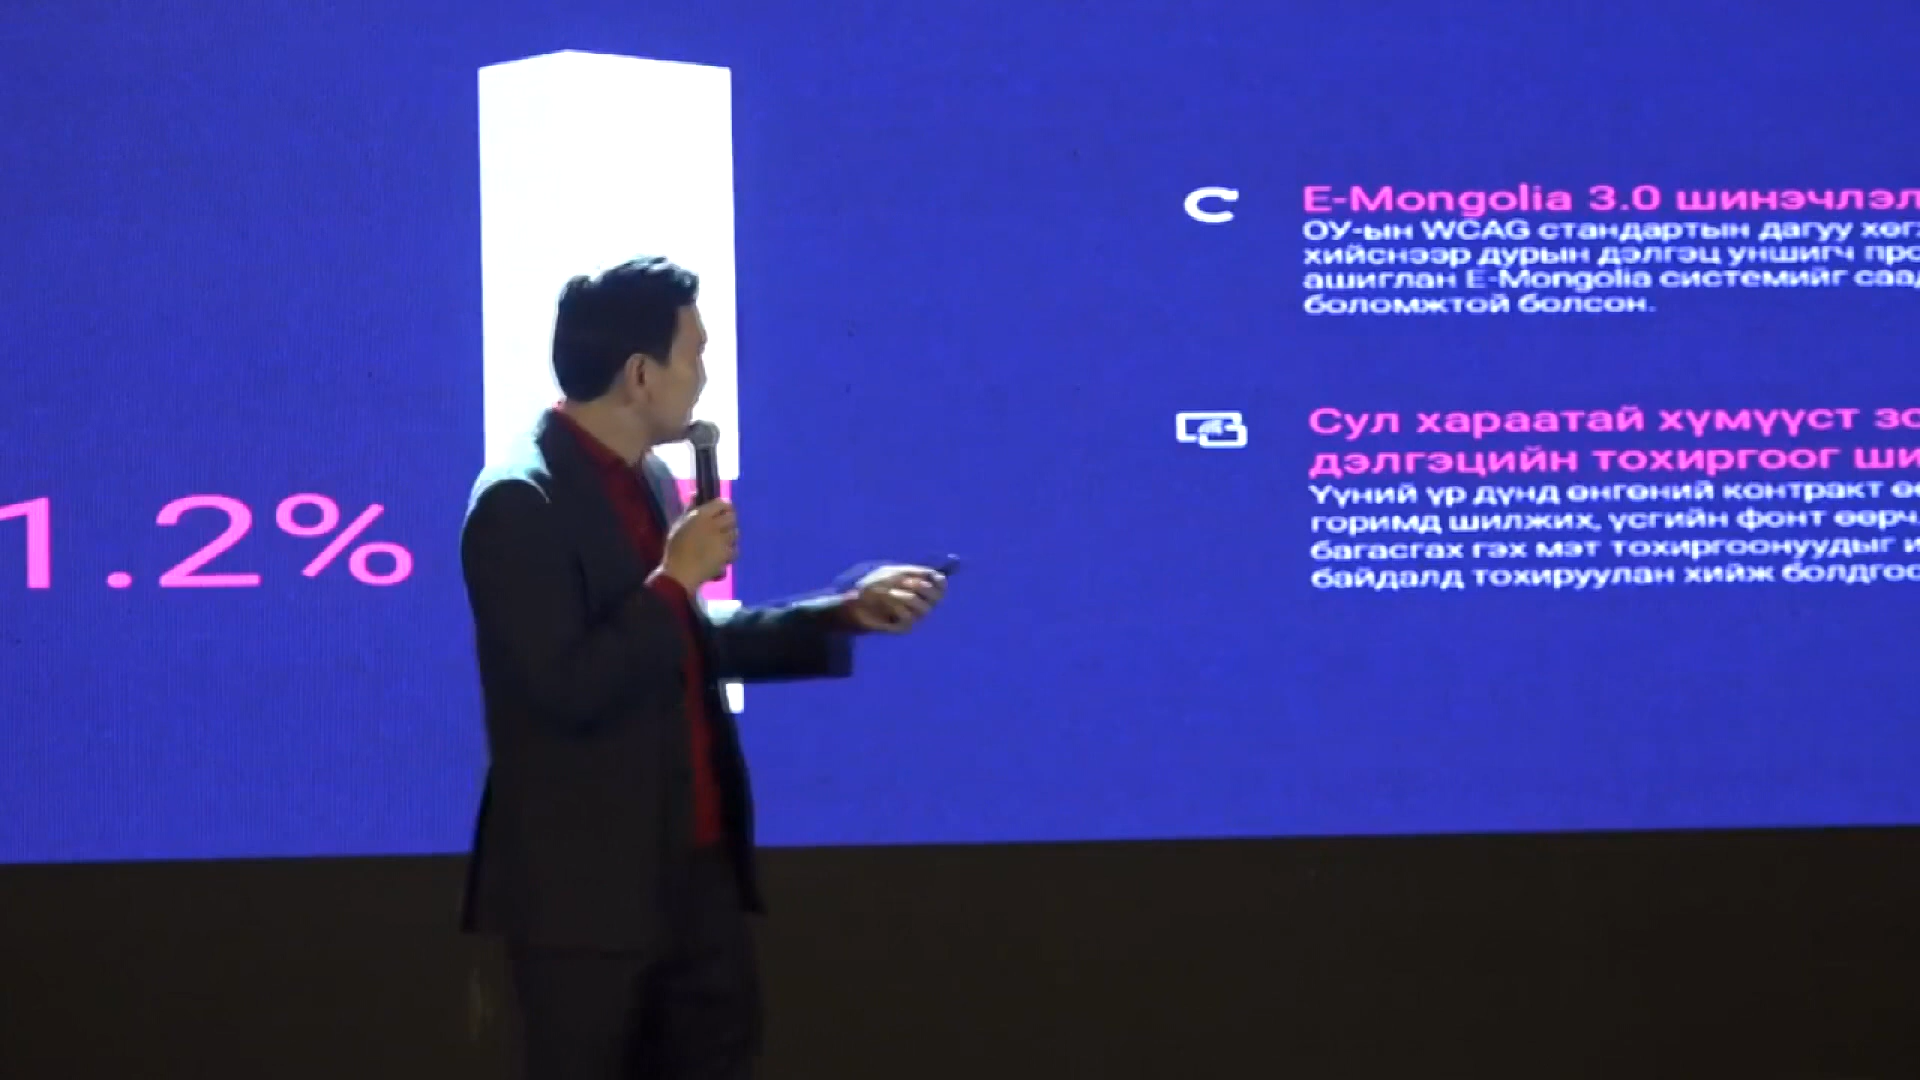 1.2%
E-Mongolia 3.0 шинэчлэл
ОУ-ын WCAG стандартын дагуу
хийснээр дурын дэлгэц уншигч
ашиглан E-Mongolia системийг
боломжтой болсон.
Сул хараатай хүмүүст
дэлгэцийн тохиргоог
Үүний үр дүнд өнгөний контракт
горимд шилжих, үсгийн фонт
багасгах гэх мэт тохиргоонуудыг
байдалд тохируулан хийж